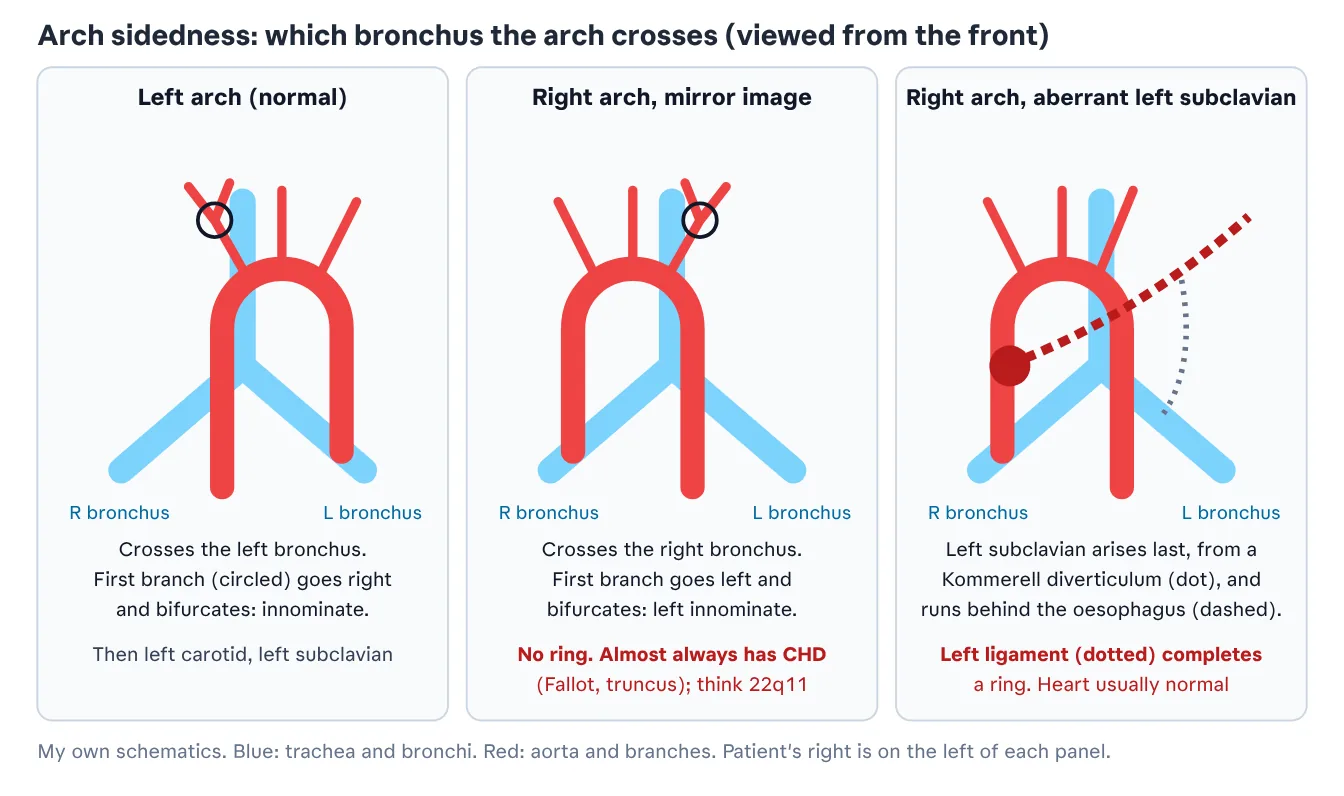 Arch sidedness: which bronchus the arch crosses (viewed from the front)
Left arch (normal)
R bronchus
L bronchus
Crosses the left bronchus.
First branch (circled) goes right
and bifurcates: innominate.
Then left carotid, left subclavian
Right arch, mirror image
R bronchus
L bronchus
Crosses the right bronchus.
First branch goes left and
bifurcates: left innominate.
No ring. Almost always has CHD
(Fallot, truncus); think 22q11
Right arch, aberrant left subclavian
R bronchus
L bronchus
Left subclavian arises last, from a
Kommerell diverticulum (dot), and
runs behind the oesophagus (dashed).
Left ligament (dotted) completes
a ring. Heart usually normal
My own schematics. Blue: trachea and bronchi. Red: aorta and branches. Patient's right is on the left of each panel.